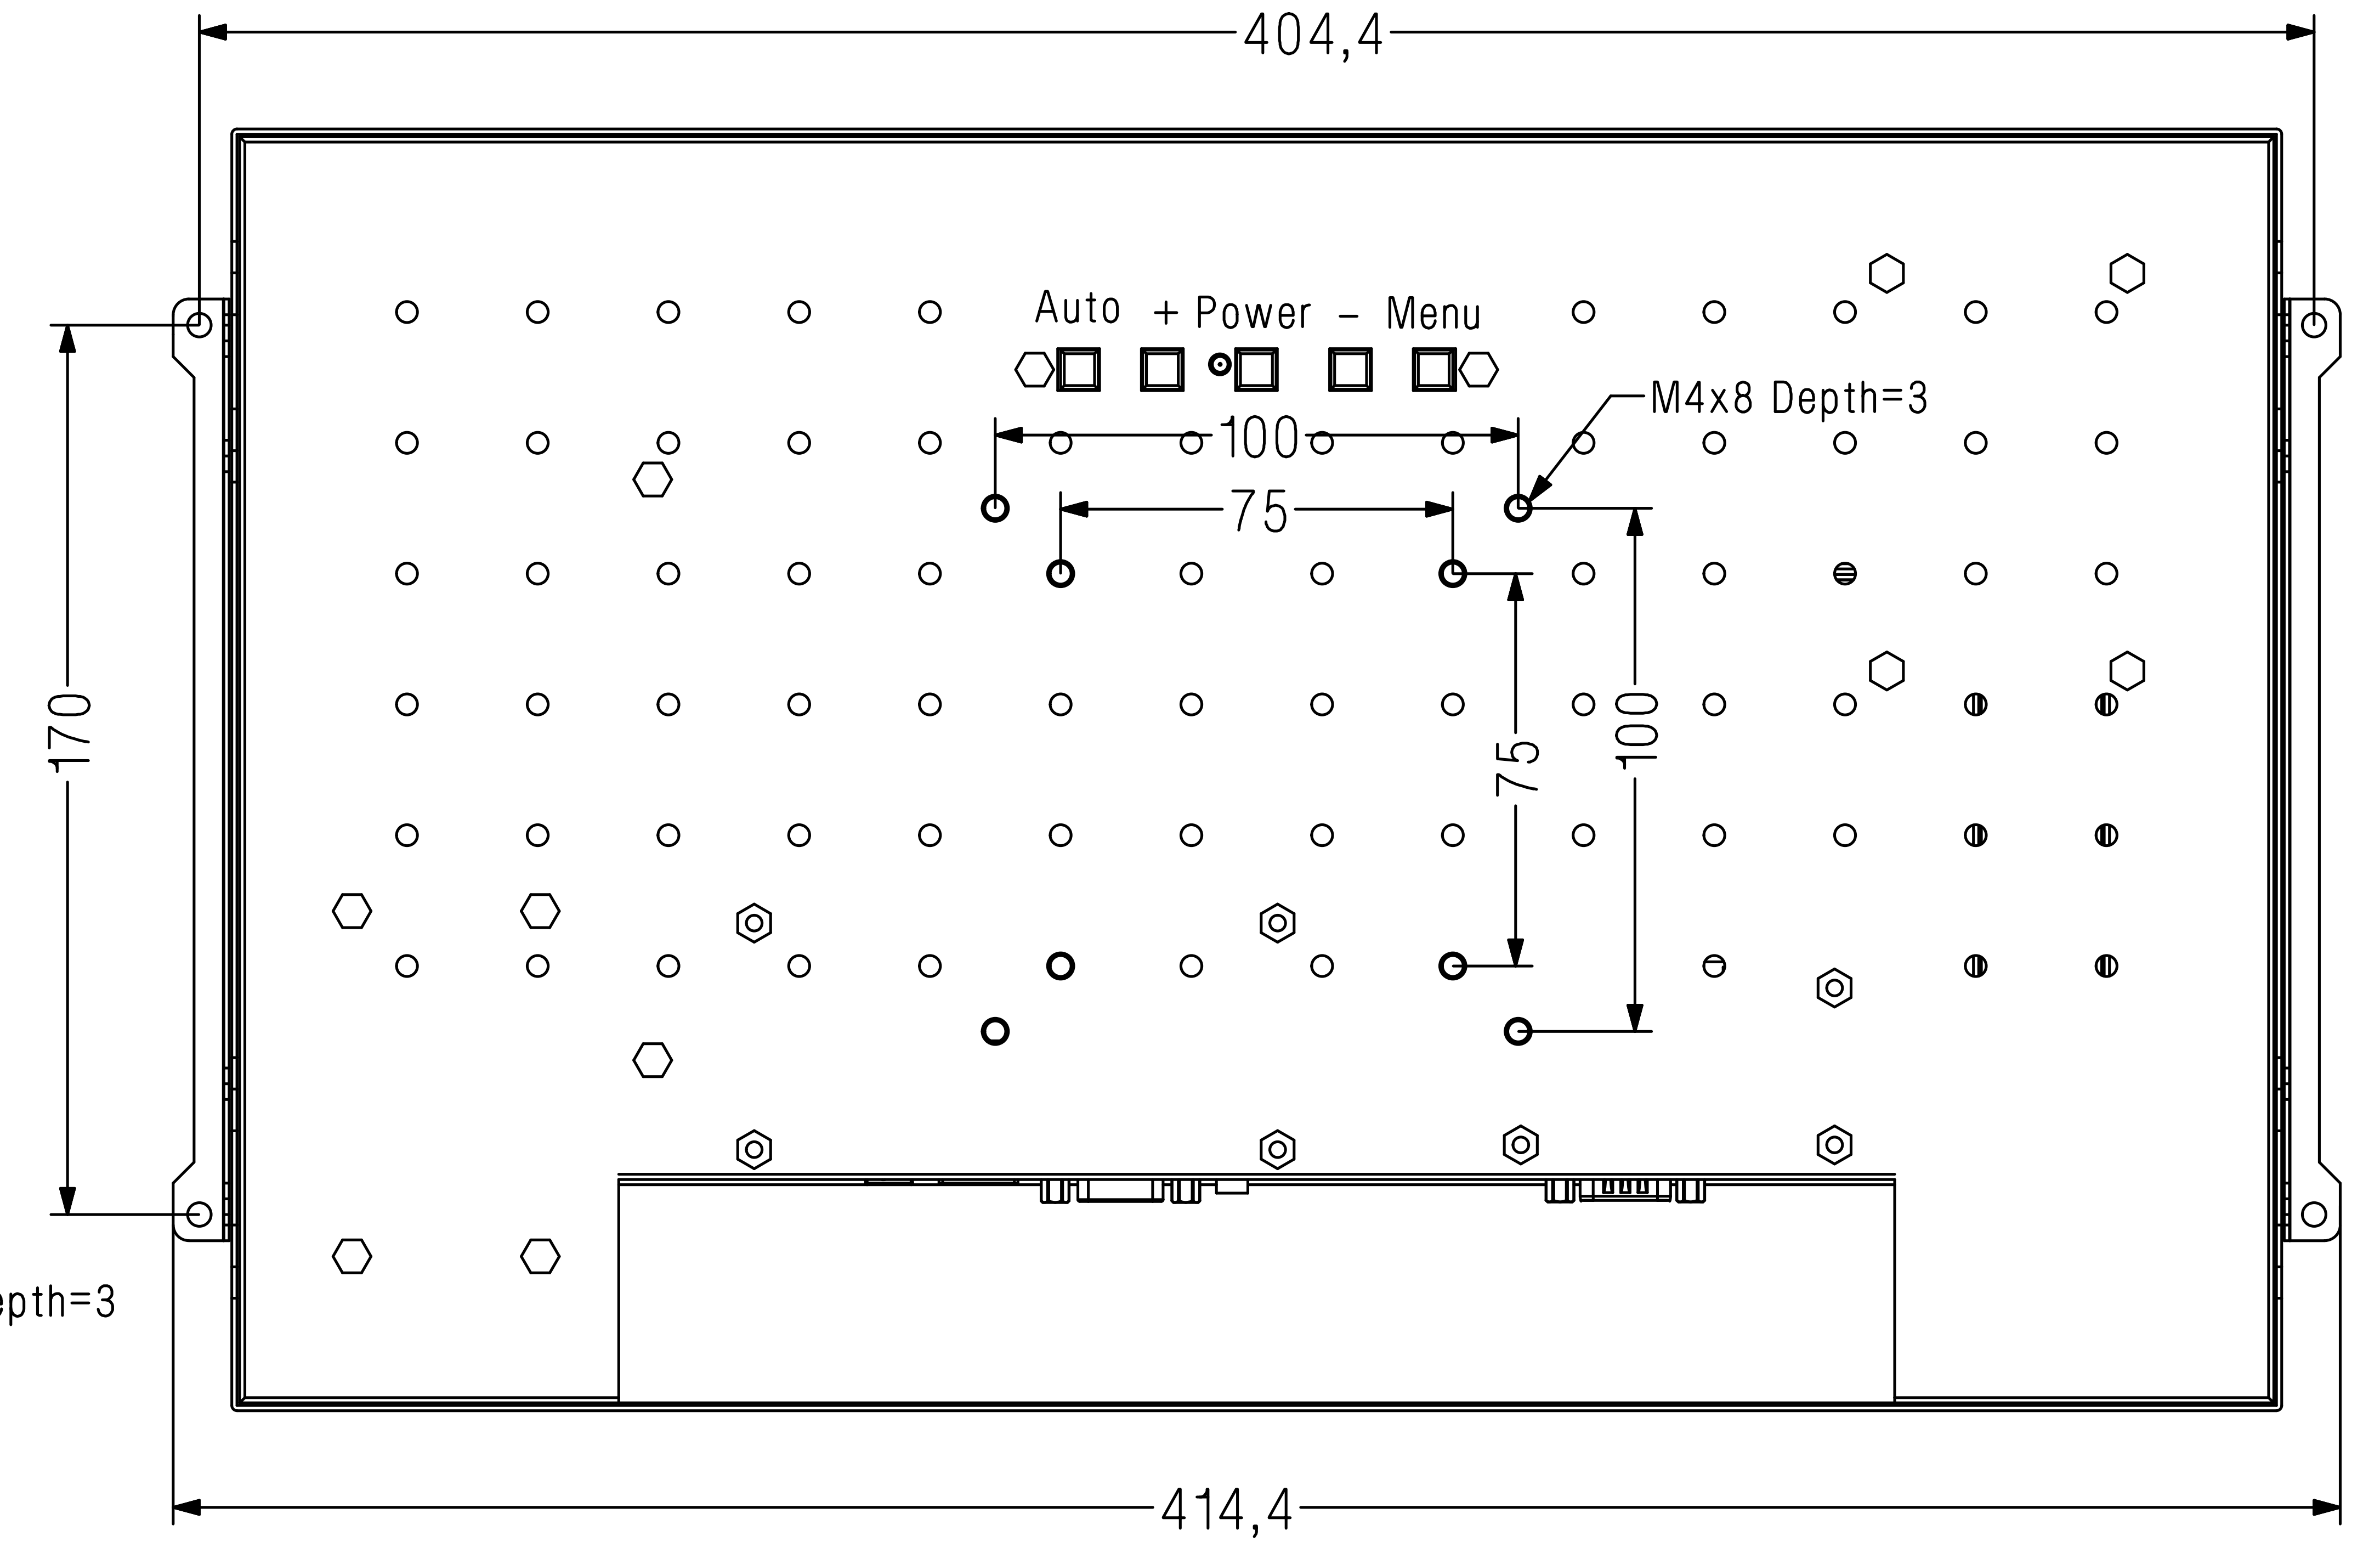 404,4
Auto + Power - Menu
M4x8 Depth=3
100
75
170
75
100
epth=3
414,4